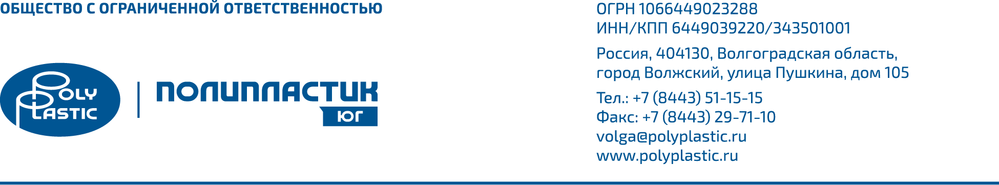 ОБЩЕСТВО С ОГРАНИЧЕННОЙ ОТВЕТСТВЕННОСТЬЮ
POLY
PLASTIC
ПОЛИПЛАСТИК
ЮГ
ОГРН 1066449023288
ИНН/КПП 6449039220/343501001
Россия, 404130, Волгоградская область,
город Волжский, улица Пушкина, дом 105
Тел.: +7 (8443) 51-15-15
Факс: +7 (8443) 29-71-10
volga@polyplastic.ru
www.polyplastic.ru